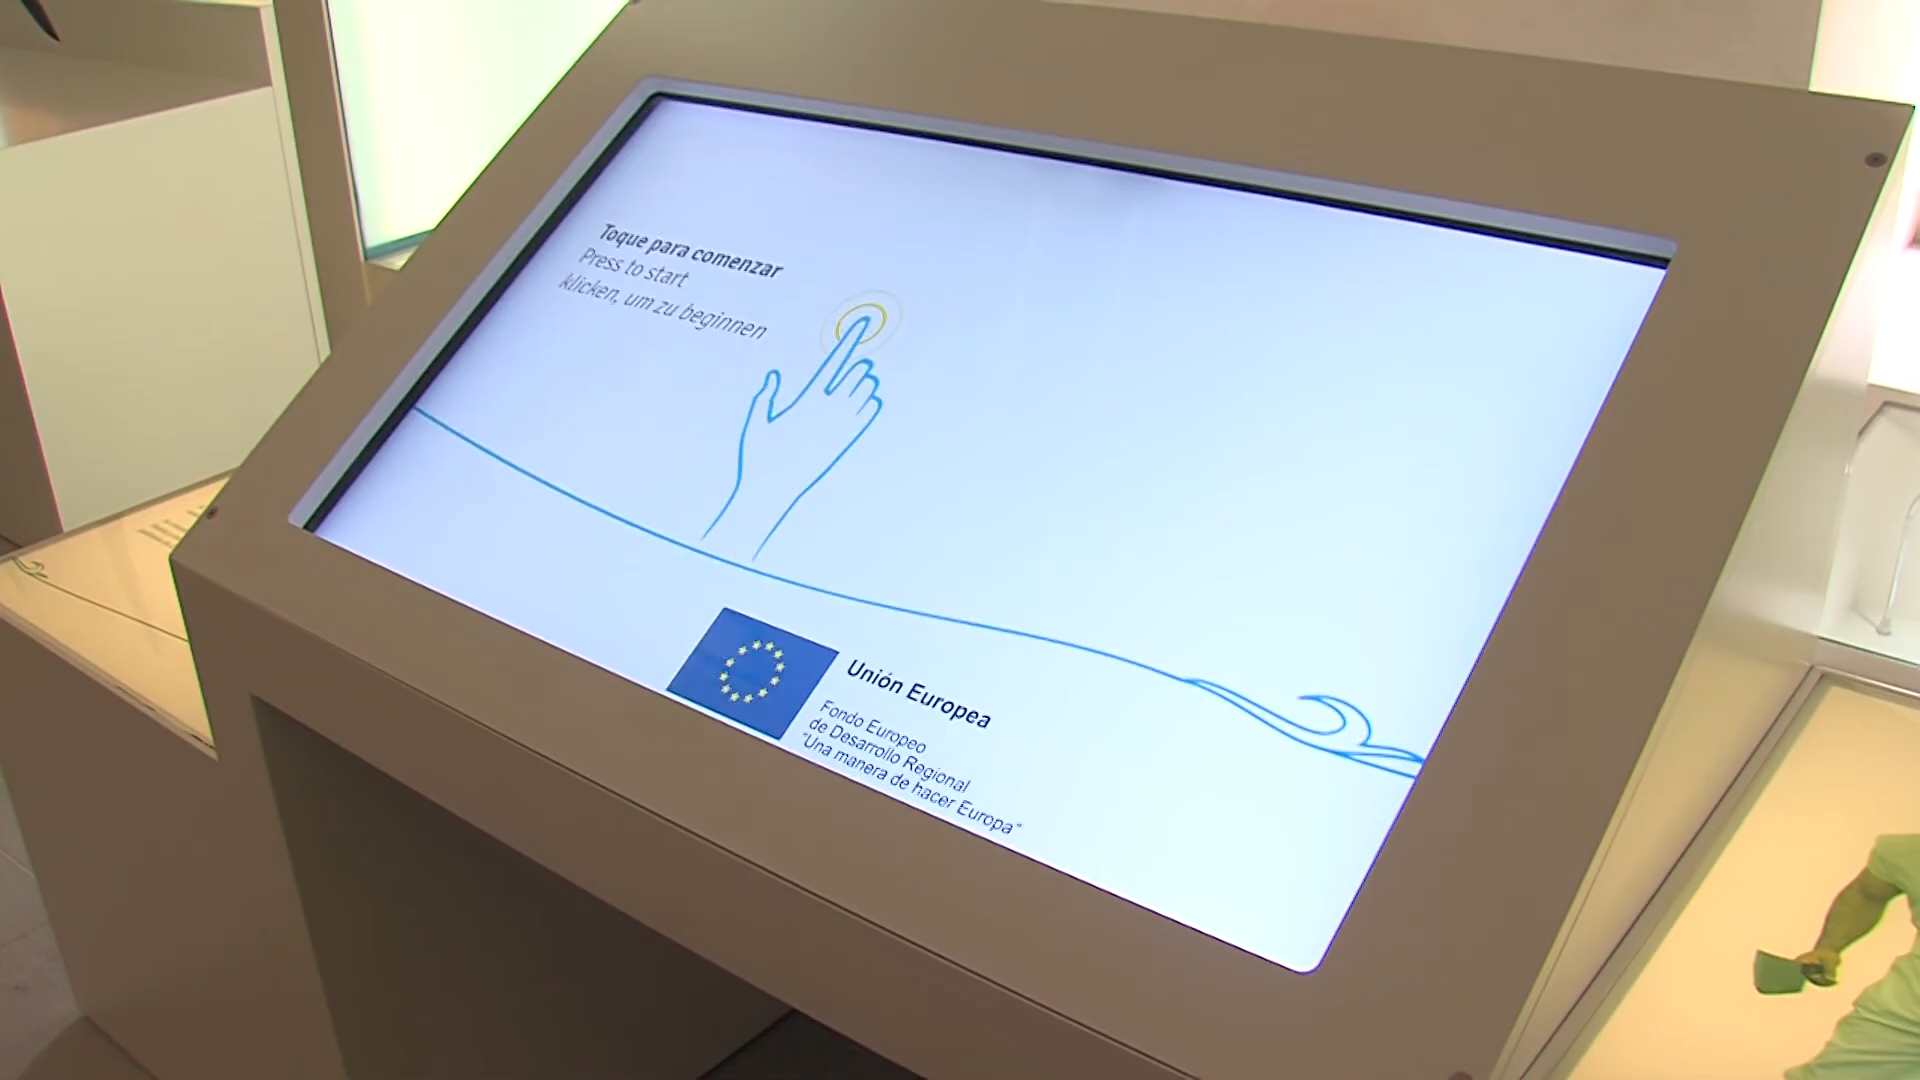 Toque para comenzar
Press to start
klicken, um zu beginnen
Unión Europea
Fondo Europeo
de Desarrollo Regional
"Una manera de hacer Europa"